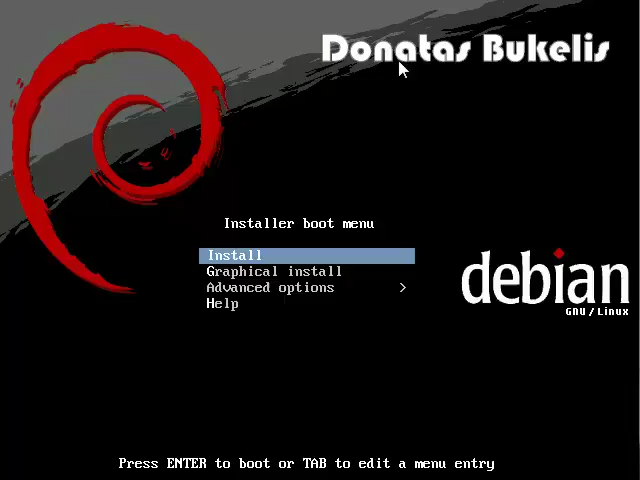 Donatas Bukelis
Installer boot menu
Install
Graphical install
Advanced options >
Help
debian
GNU/Linux
Press ENTER to boot or TAB to edit a menu entry